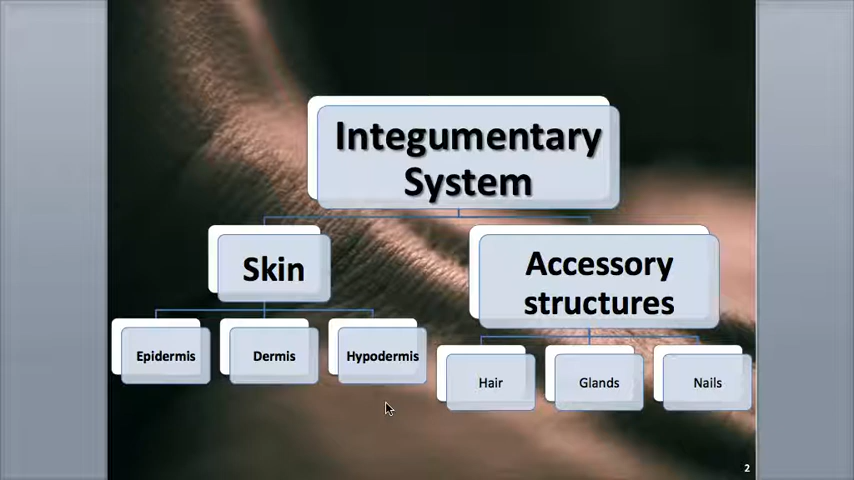 Integumentary
System
Skin
Accessory
structures
Epidermis
Dermis
Hypodermis
Hair
Glands
Nails
2